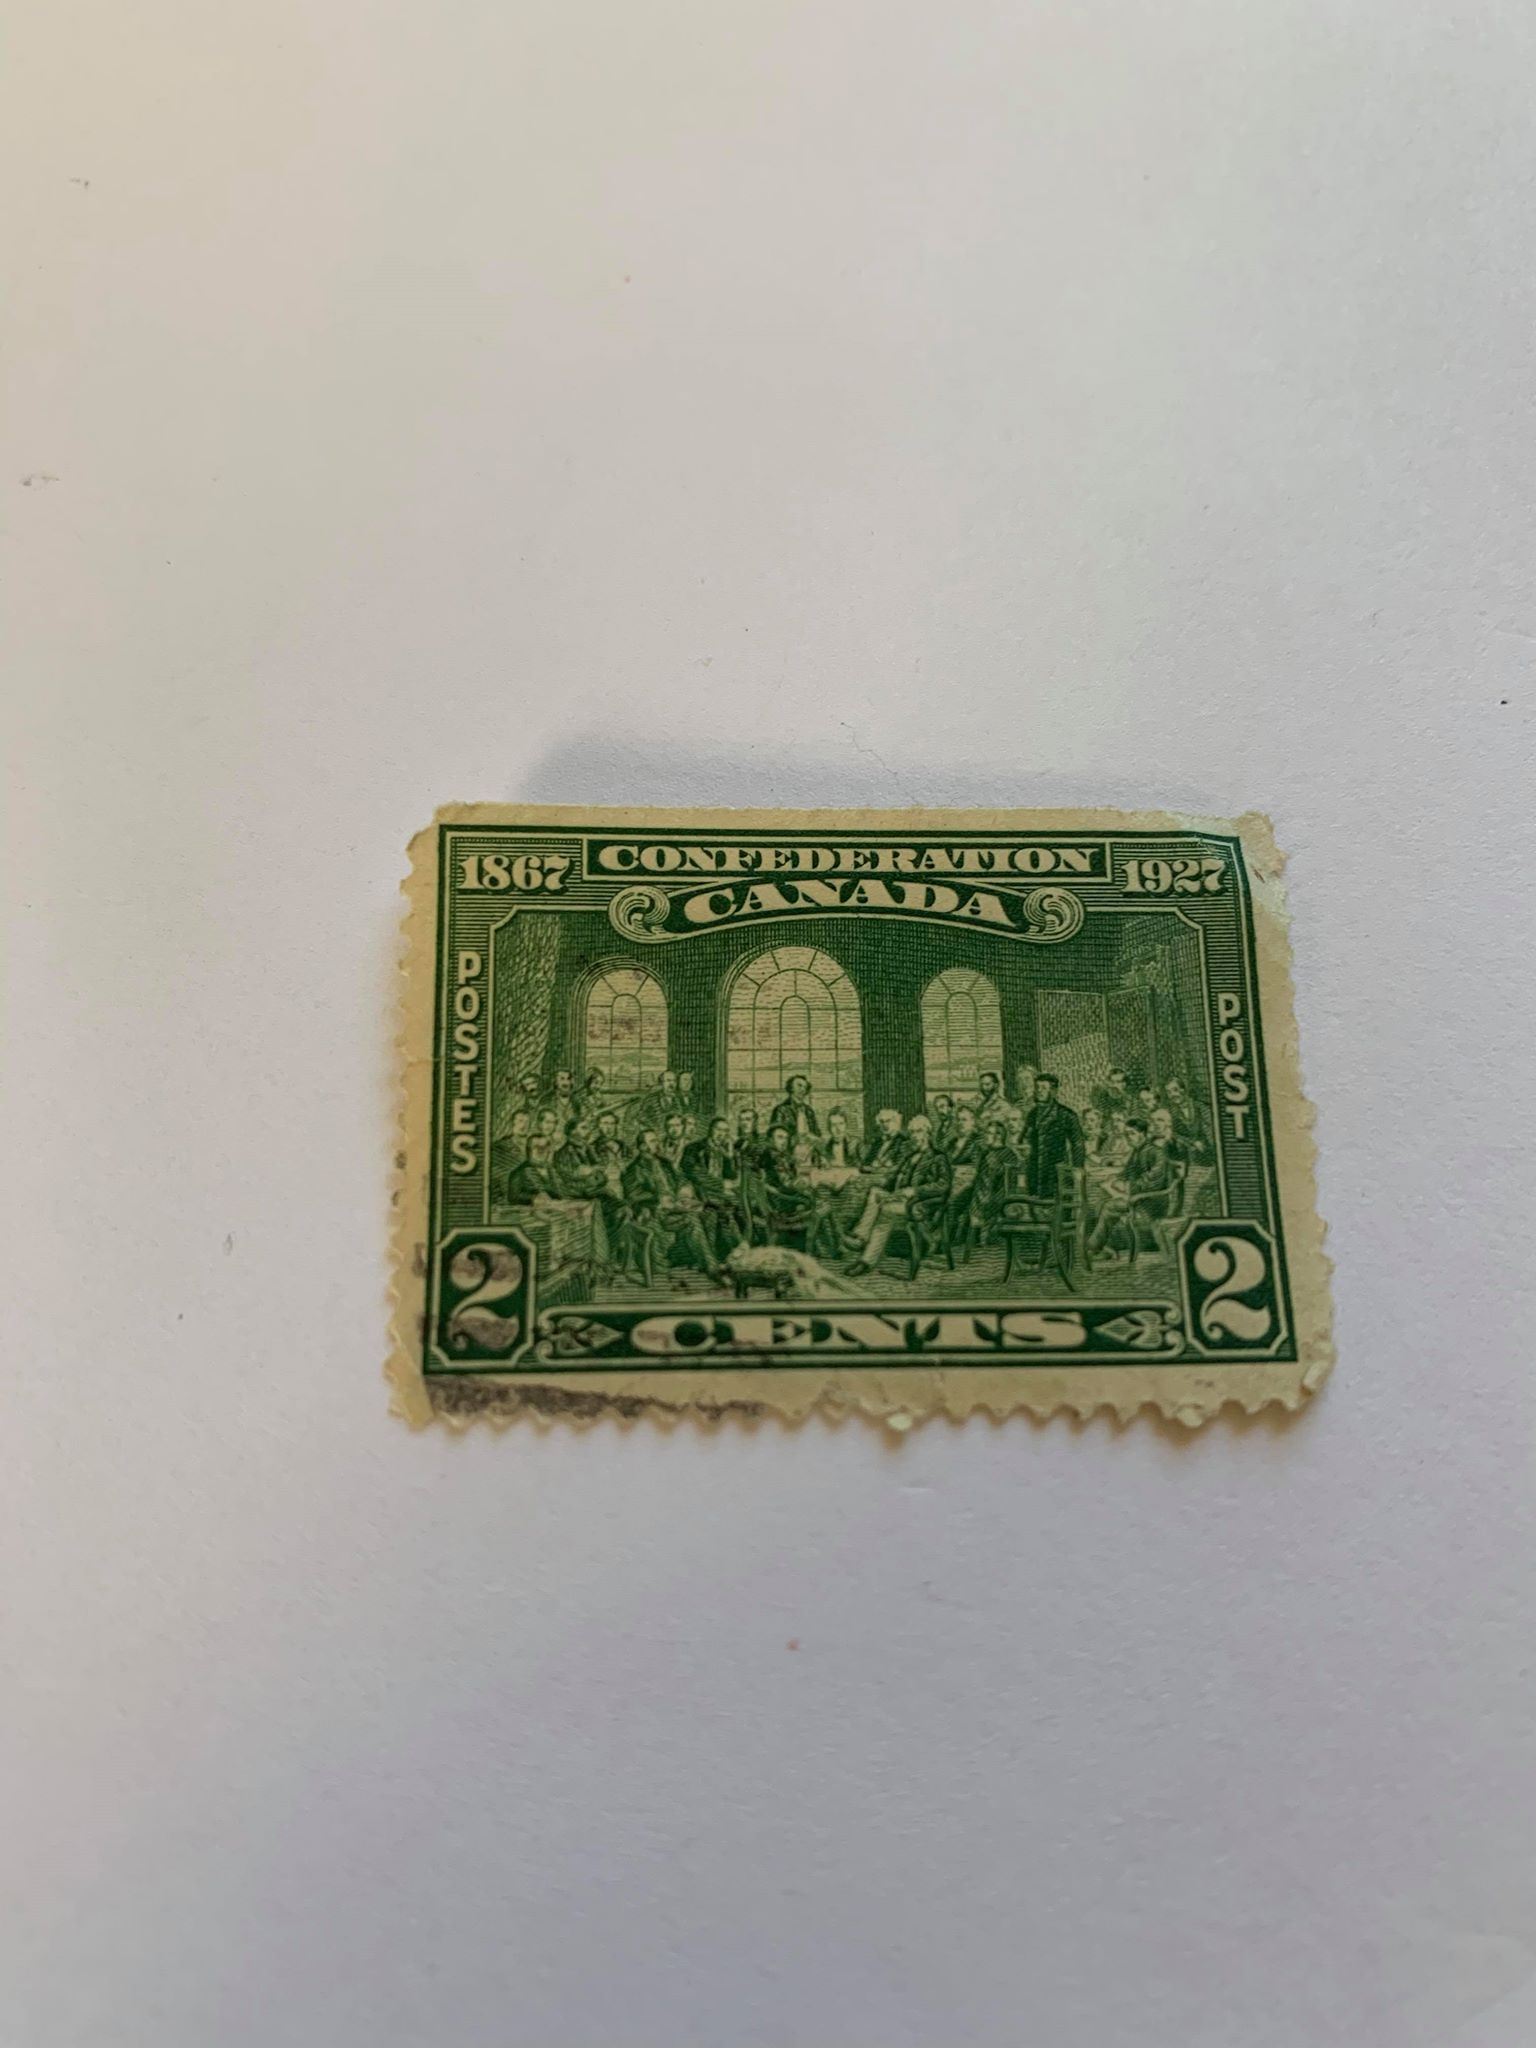 1867 CONFEDERATION 1927
CANADA
POSTES
POST
2 CENTS 2